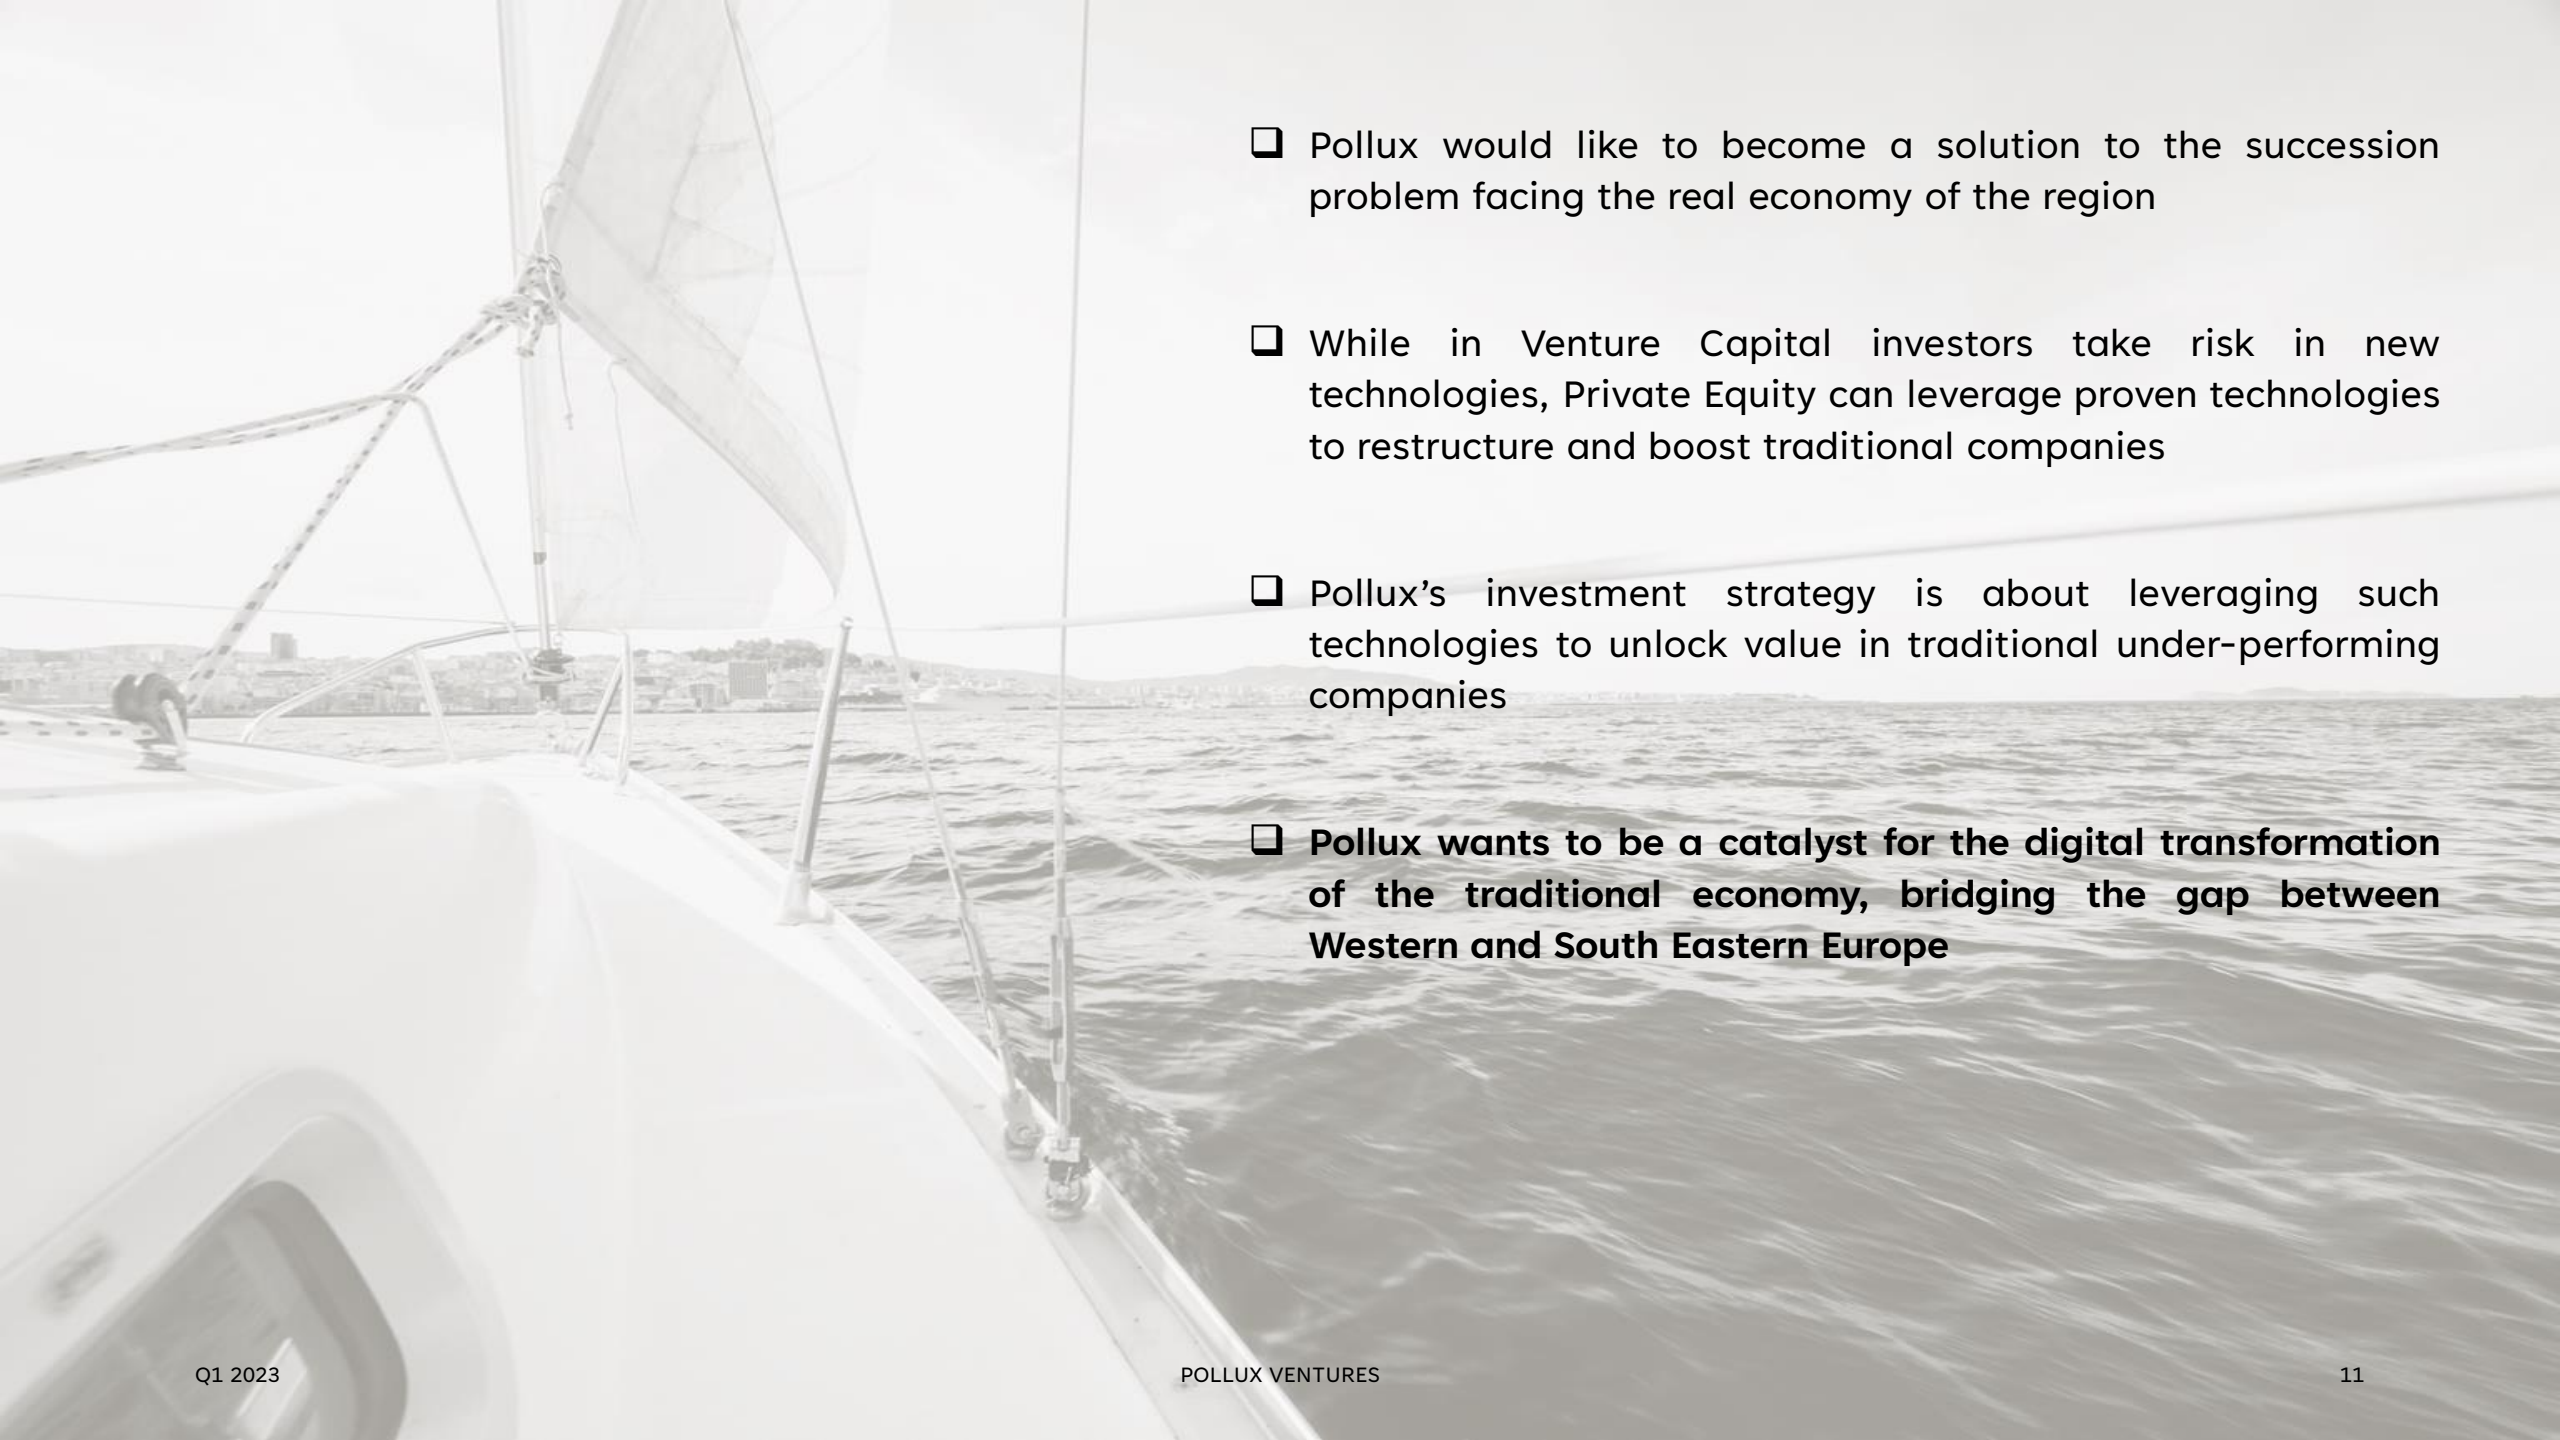 ❑ Pollux would like to become a solution to the succession
problem facing the real economy of the region
❑ While in Venture Capital investors take risk in new
technologies, Private Equity can leverage proven technologies
to restructure and boost traditional companies
❑ Pollux’s investment strategy is about leveraging such
technologies to unlock value in traditional under-performing
companies
❑ Pollux wants to be a catalyst for the digital transformation
of the traditional economy, bridging the gap between
Western and South Eastern Europe
Q1 2023
POLLUX VENTURES
11